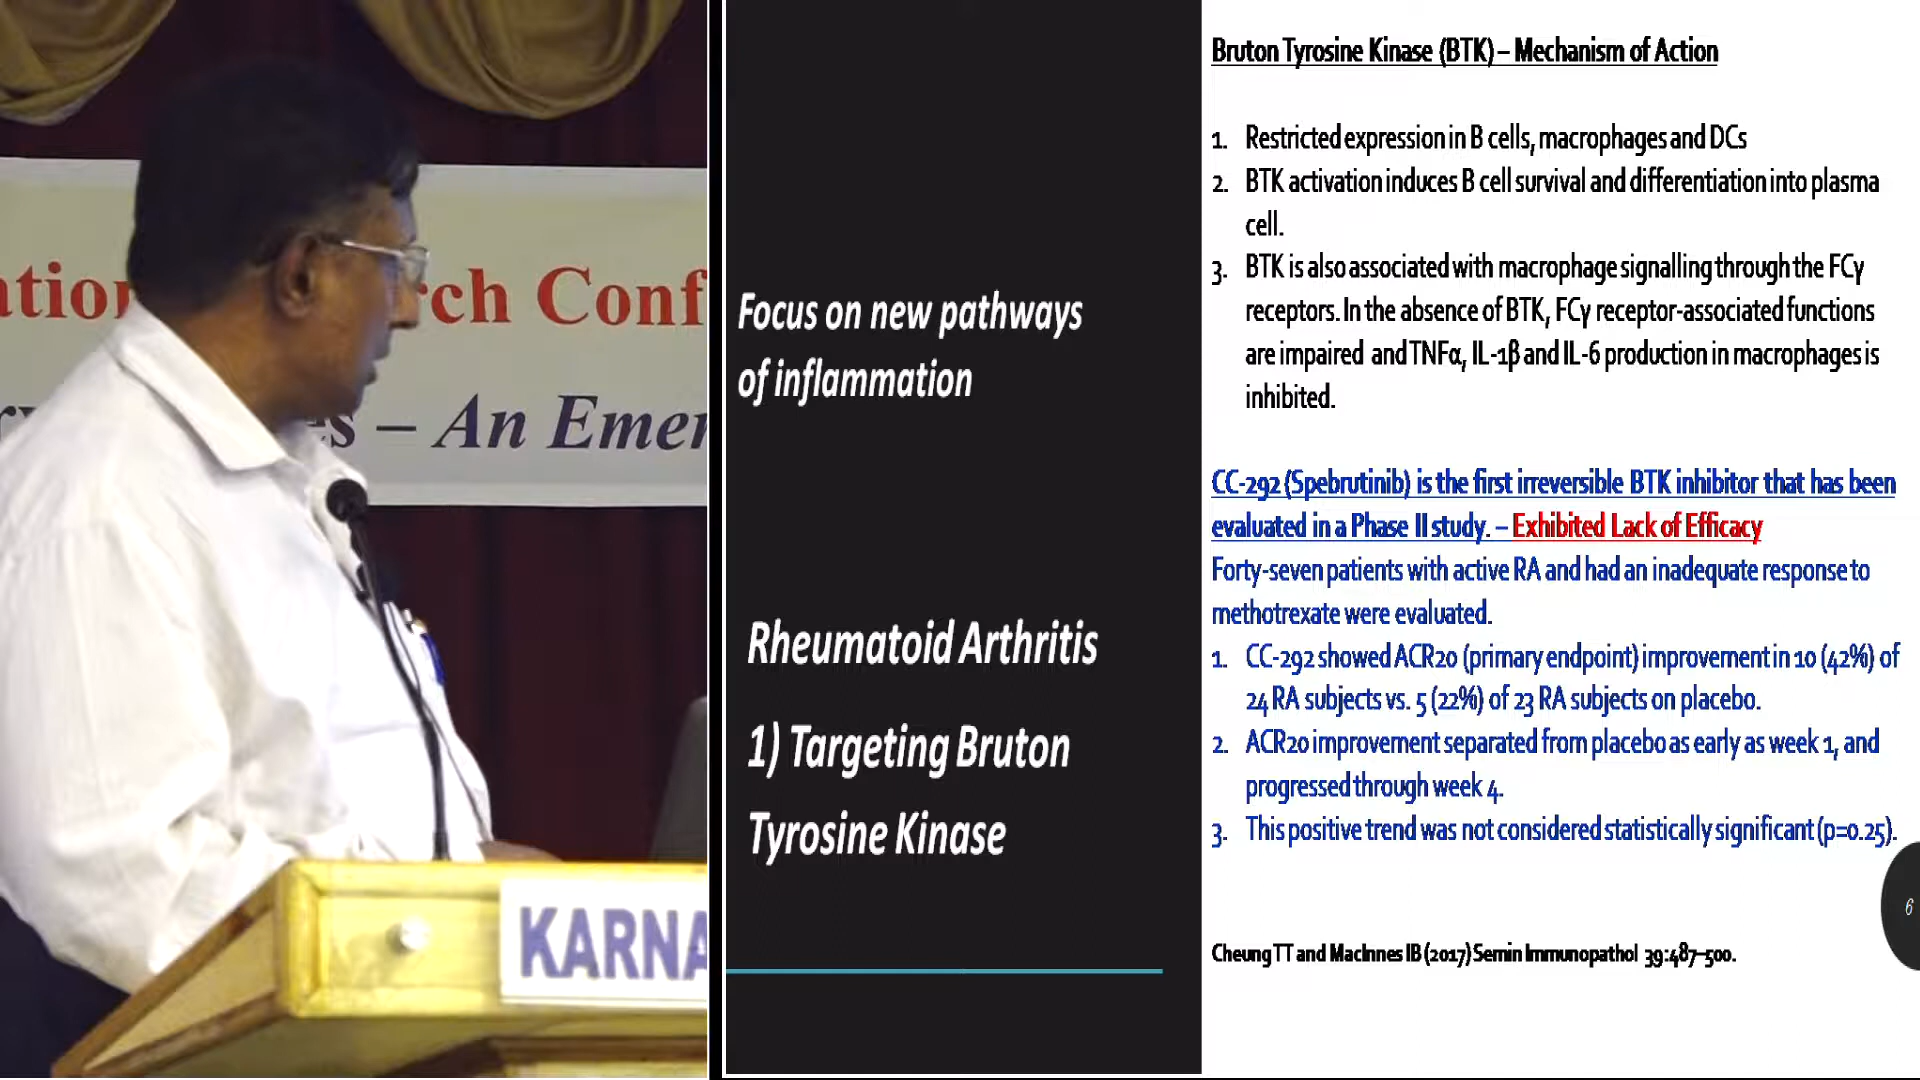 ation
rch Conf
es – An Emer
KARNA
Focus on new pathways
of inflammation
Rheumatoid Arthritis
1) Targeting Bruton
Tyrosine Kinase
Bruton Tyrosine Kinase (BTK) – Mechanism of Action
1. Restricted expression in B cells, macrophages and DCs
2. BTK activation induces B cell survival and differentiation into plasma
cell.
3. BTK is also associated with macrophage signalling through the FCγ
receptors. In the absence of BTK, FCγ receptor-associated functions
are impaired and TNFα, IL-1β and IL-6 production in macrophages is
inhibited.
CC-292 (Spebrutinib) is the first irreversible BTK inhibitor that has been
evaluated in a Phase II study. – Exhibited Lack of Efficacy
Forty-seven patients with active RA and had an inadequate response to
methotrexate were evaluated.
1. CC-292 showed ACR20 (primary endpoint) improvement in 10 (42%) of
24 RA subjects vs. 5 (22%) of 23 RA subjects on placebo.
2. ACR20 improvement separated from placebo as early as week 1, and
progressed through week 4.
3. This positive trend was not considered statistically significant (p=0.25).
6
Cheung TT and MacInnes IB (2017) Semin Immunopathol 39:487–500.